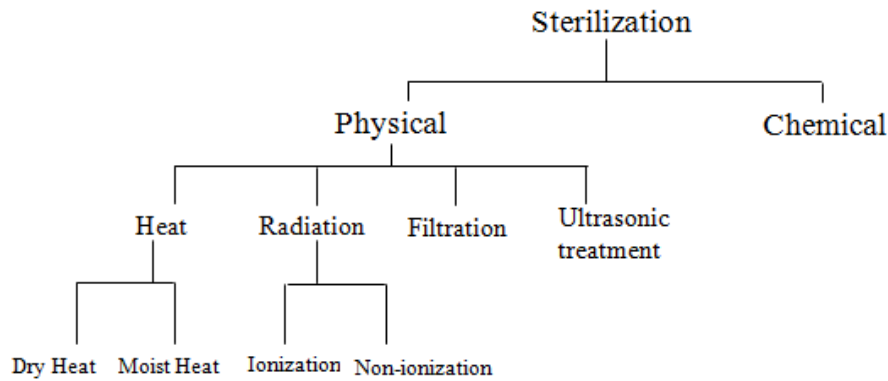 Sterilization
Physical
Chemical
Heat
Radiation
Filtration
Ultrasonic
treatment
Dry Heat
Moist Heat
Ionization
Non-ionization